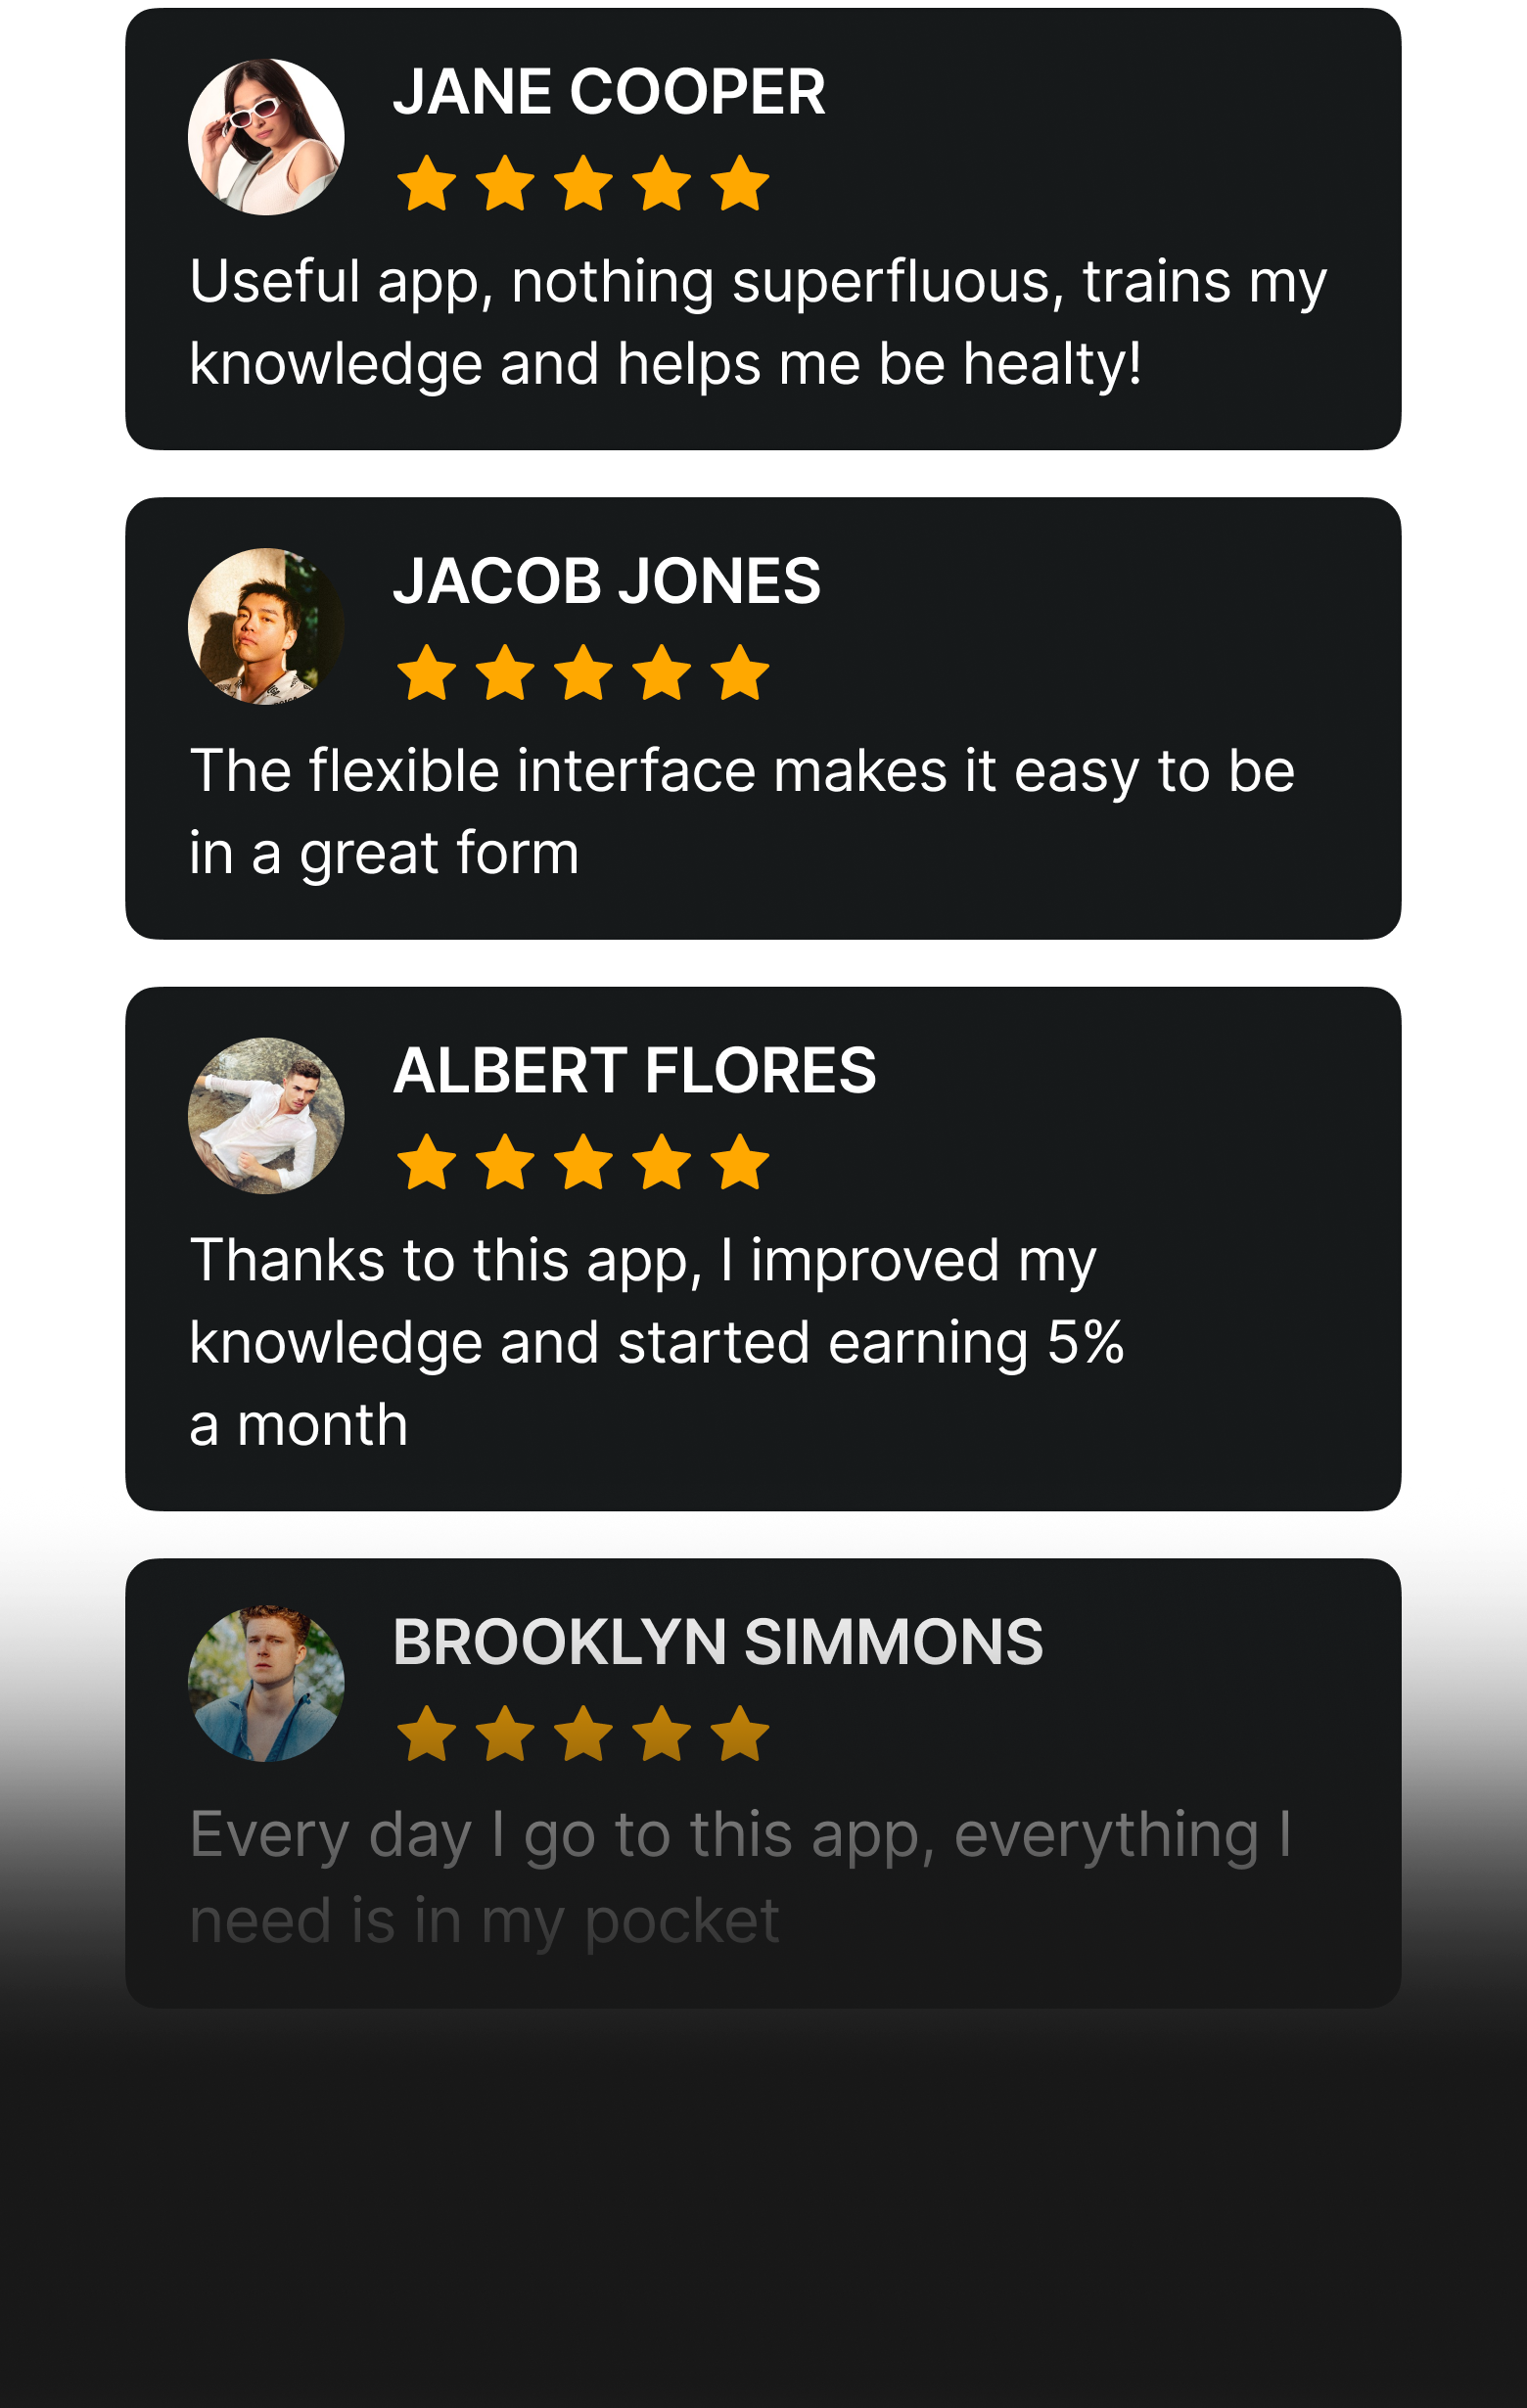 JANE COOPER
Useful app, nothing superfluous, trains my
knowledge and helps me be healty!
JACOB JONES
The flexible interface makes it easy to be
in a great form
ALBERT FLORES
Thanks to this app, I improved my
knowledge and started earning 5%
a month
BROOKLYN SIMMONS
Every day I go to this app, everything I
need is in my pocket